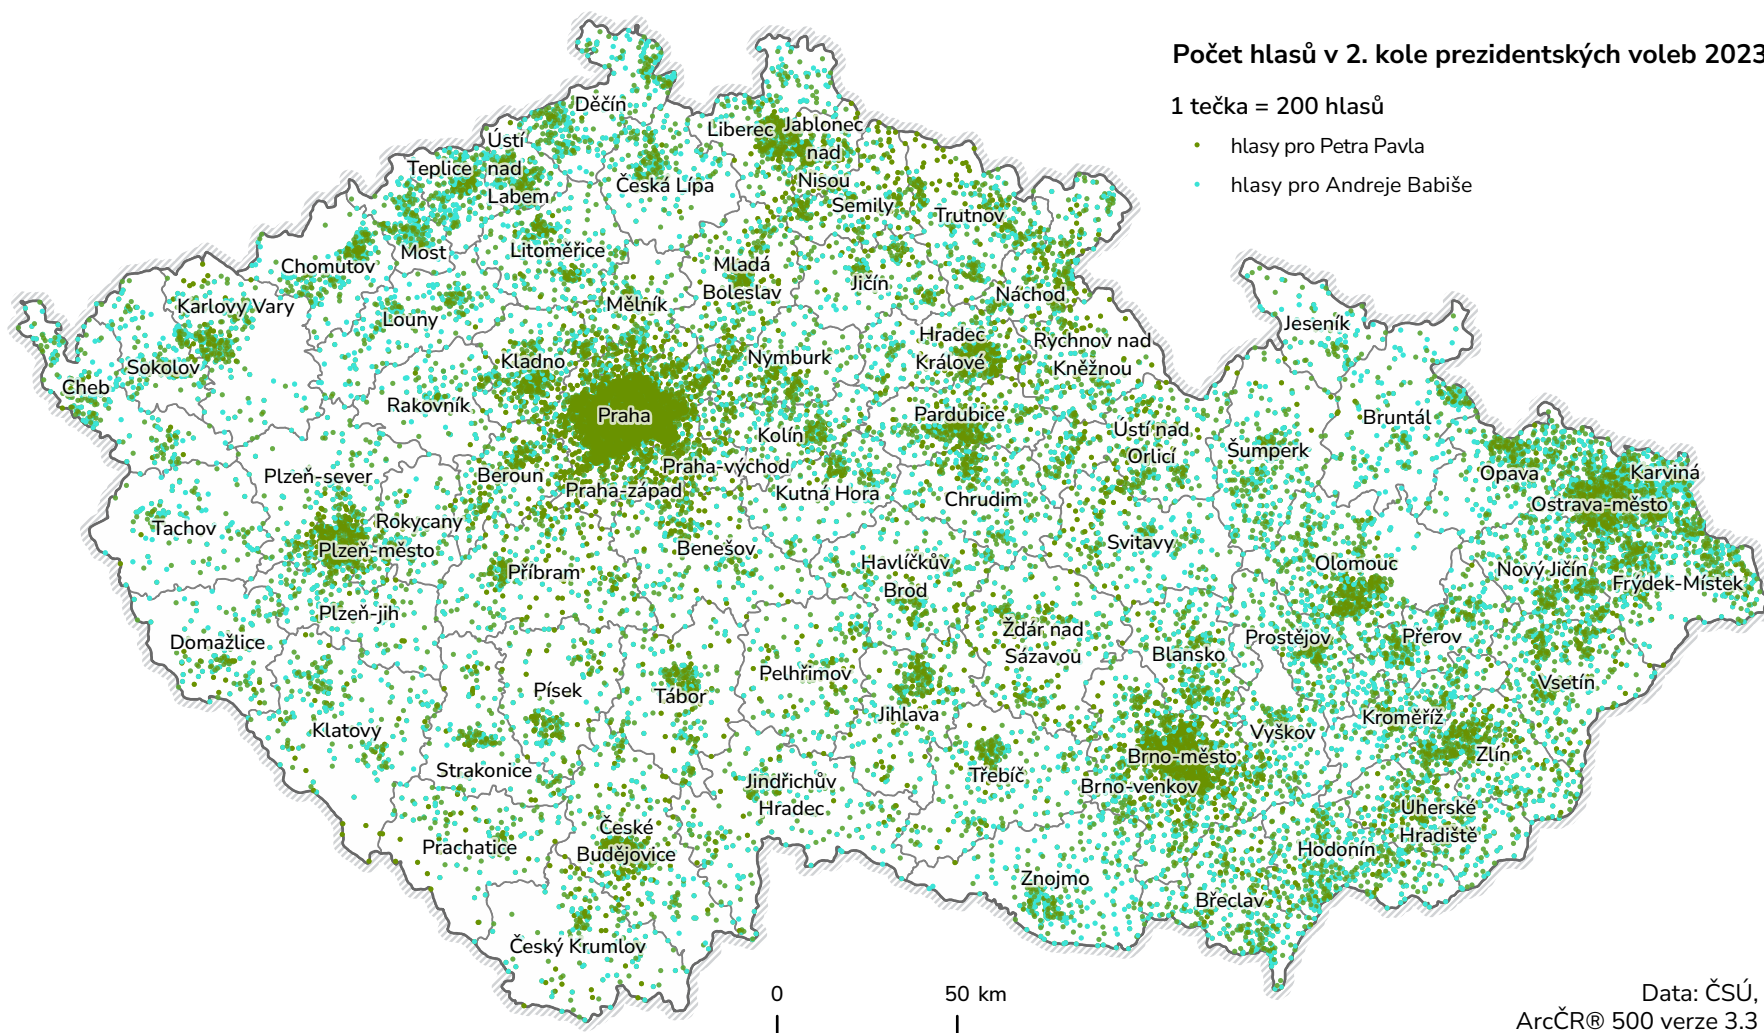 Počet hlasů v 2. kole prezidentských voleb 2023
1 tečka = 200 hlasů
hlasy pro Petra Pavla
hlasy pro Andreje Babiše
Děčín
Liberec
Jablonec
nad
Nisou
Ústí
nad
Labem
Teplice
Česká Lípa
Semily
Trutnov
Most
Litoměřice
Chomutov
Mladá
Boleslav
Jičín
Náchod
Karlovy Vary
Louny
Mělník
Jeseník
Hradec
Králové
Rychnov nad
Kněžnou
Sokolov
Kladno
Nymburk
Cheb
Rakovník
Praha
Pardubice
Bruntál
Kolín
Ústí nad
Orlicí
Šumperk
Plzeň-sever
Beroun
Praha-východ
Opava
Karviná
Praha-západ
Kutná Hora
Chrudim
Ostrava-město
Tachov
Rokycany
Plzeň-město
Benešov
Svitavy
Příbram
Havlíčkův
Brod
Olomouc
Nový Jičín
Frýdek-Místek
Plzeň-jih
Domažlice
Žďár nad
Sázavou
Prostějov
Přerov
Blansko
Pelhřimov
Vsetín
Písek
Tábor
Jihlava
Kroměříž
Klatovy
Vyškov
Brno-město
Zlín
Strakonice
Jindřichův
Hradec
Třebíč
Brno-venkov
Uherské
Hradiště
České
Budějovice
Prachatice
Hodonín
Znojmo
Břeclav
Český Krumlov
0 50 km
Data: ČSÚ,
ArcČR® 500 verze 3.3